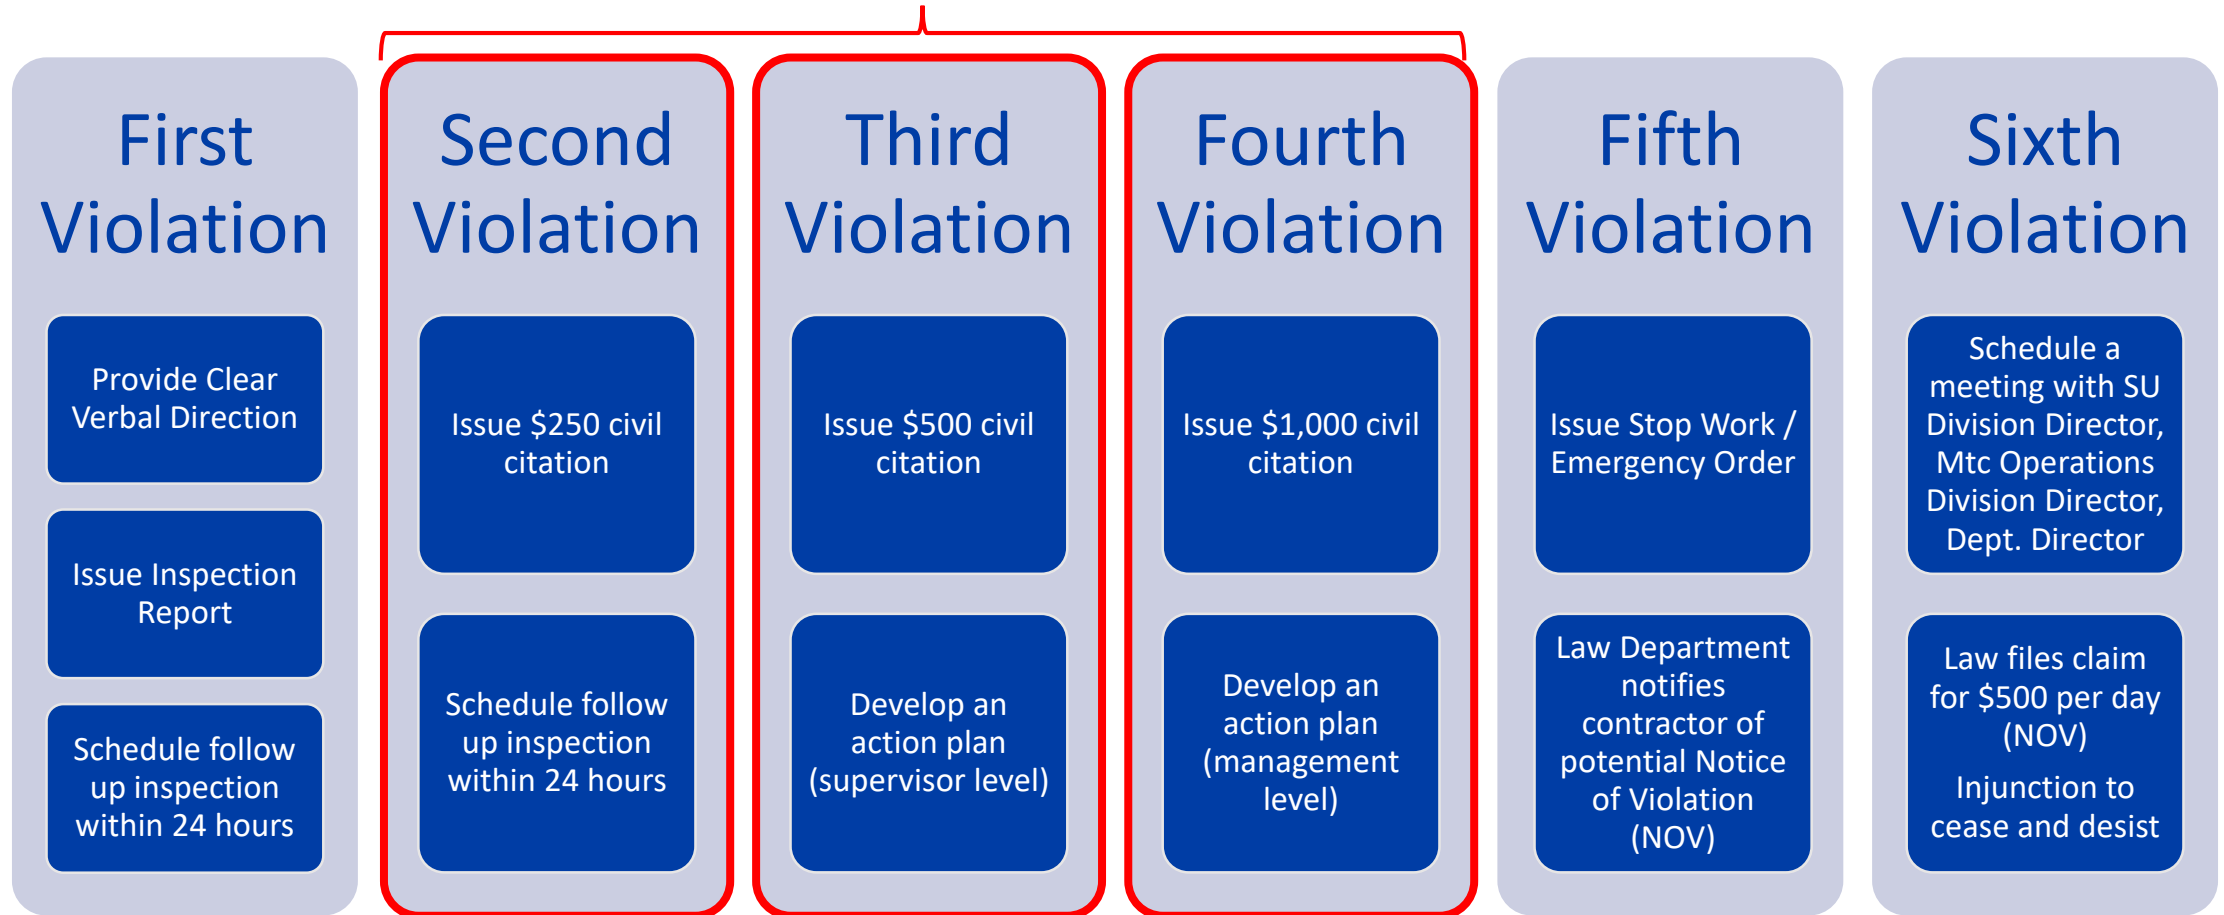 First
Violation
Provide Clear
Verbal Direction
Issue Inspection
Report
Schedule follow
up inspection
within 24 hours
Second
Violation
Issue $250 civil
citation
Schedule follow
up inspection
within 24 hours
Third
Violation
Issue $500 civil
citation
Develop an
action plan
(supervisor level)
Fourth
Violation
Issue $1,000 civil
citation
Develop an
action plan
(management
level)
Fifth
Violation
Issue Stop Work /
Emergency Order
Law Department
notifies
contractor of
potential Notice
of Violation
(NOV)
Sixth
Violation
Schedule a
meeting with SU
Division Director,
Mtc Operations
Division Director,
Dept. Director
Law files claim
for $500 per day
(NOV)
Injunction to
cease and desist